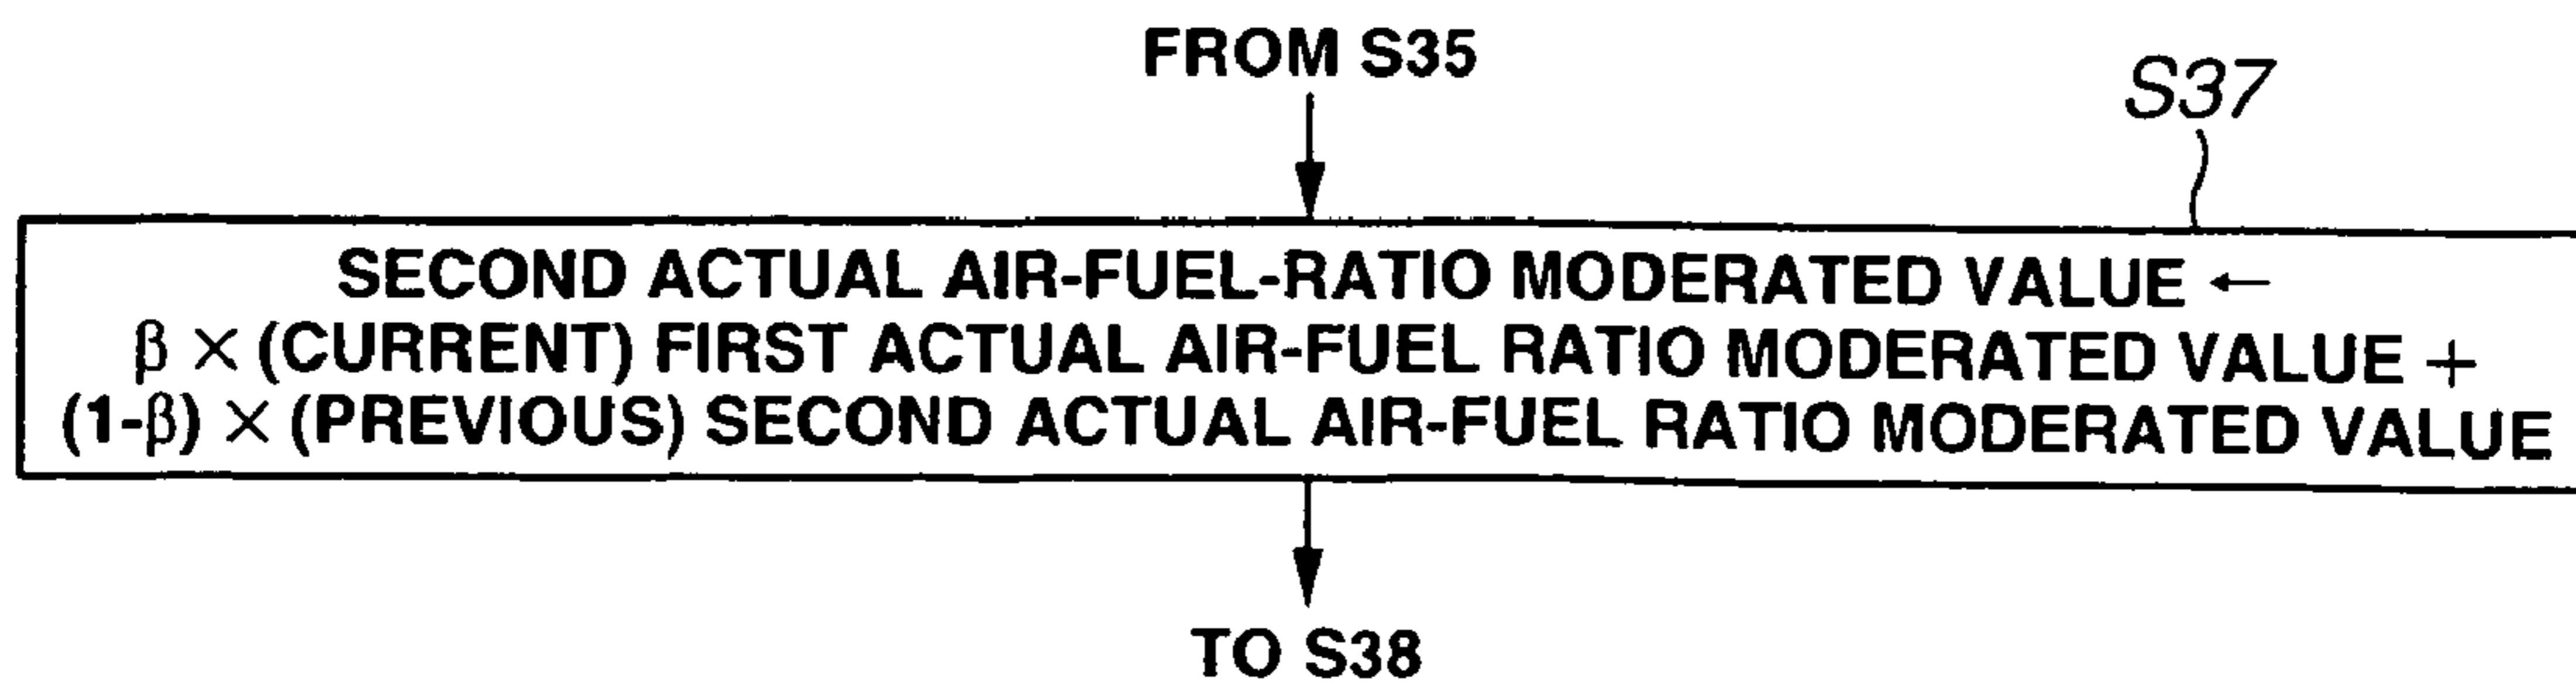 FROM S35
S37
SECOND ACTUAL AIR-FUEL-RATIO MODERATED VALUE ←
β × (CURRENT) FIRST ACTUAL AIR-FUEL RATIO MODERATED VALUE +
(1-β) × (PREVIOUS) SECOND ACTUAL AIR-FUEL RATIO MODERATED VALUE
TO S38